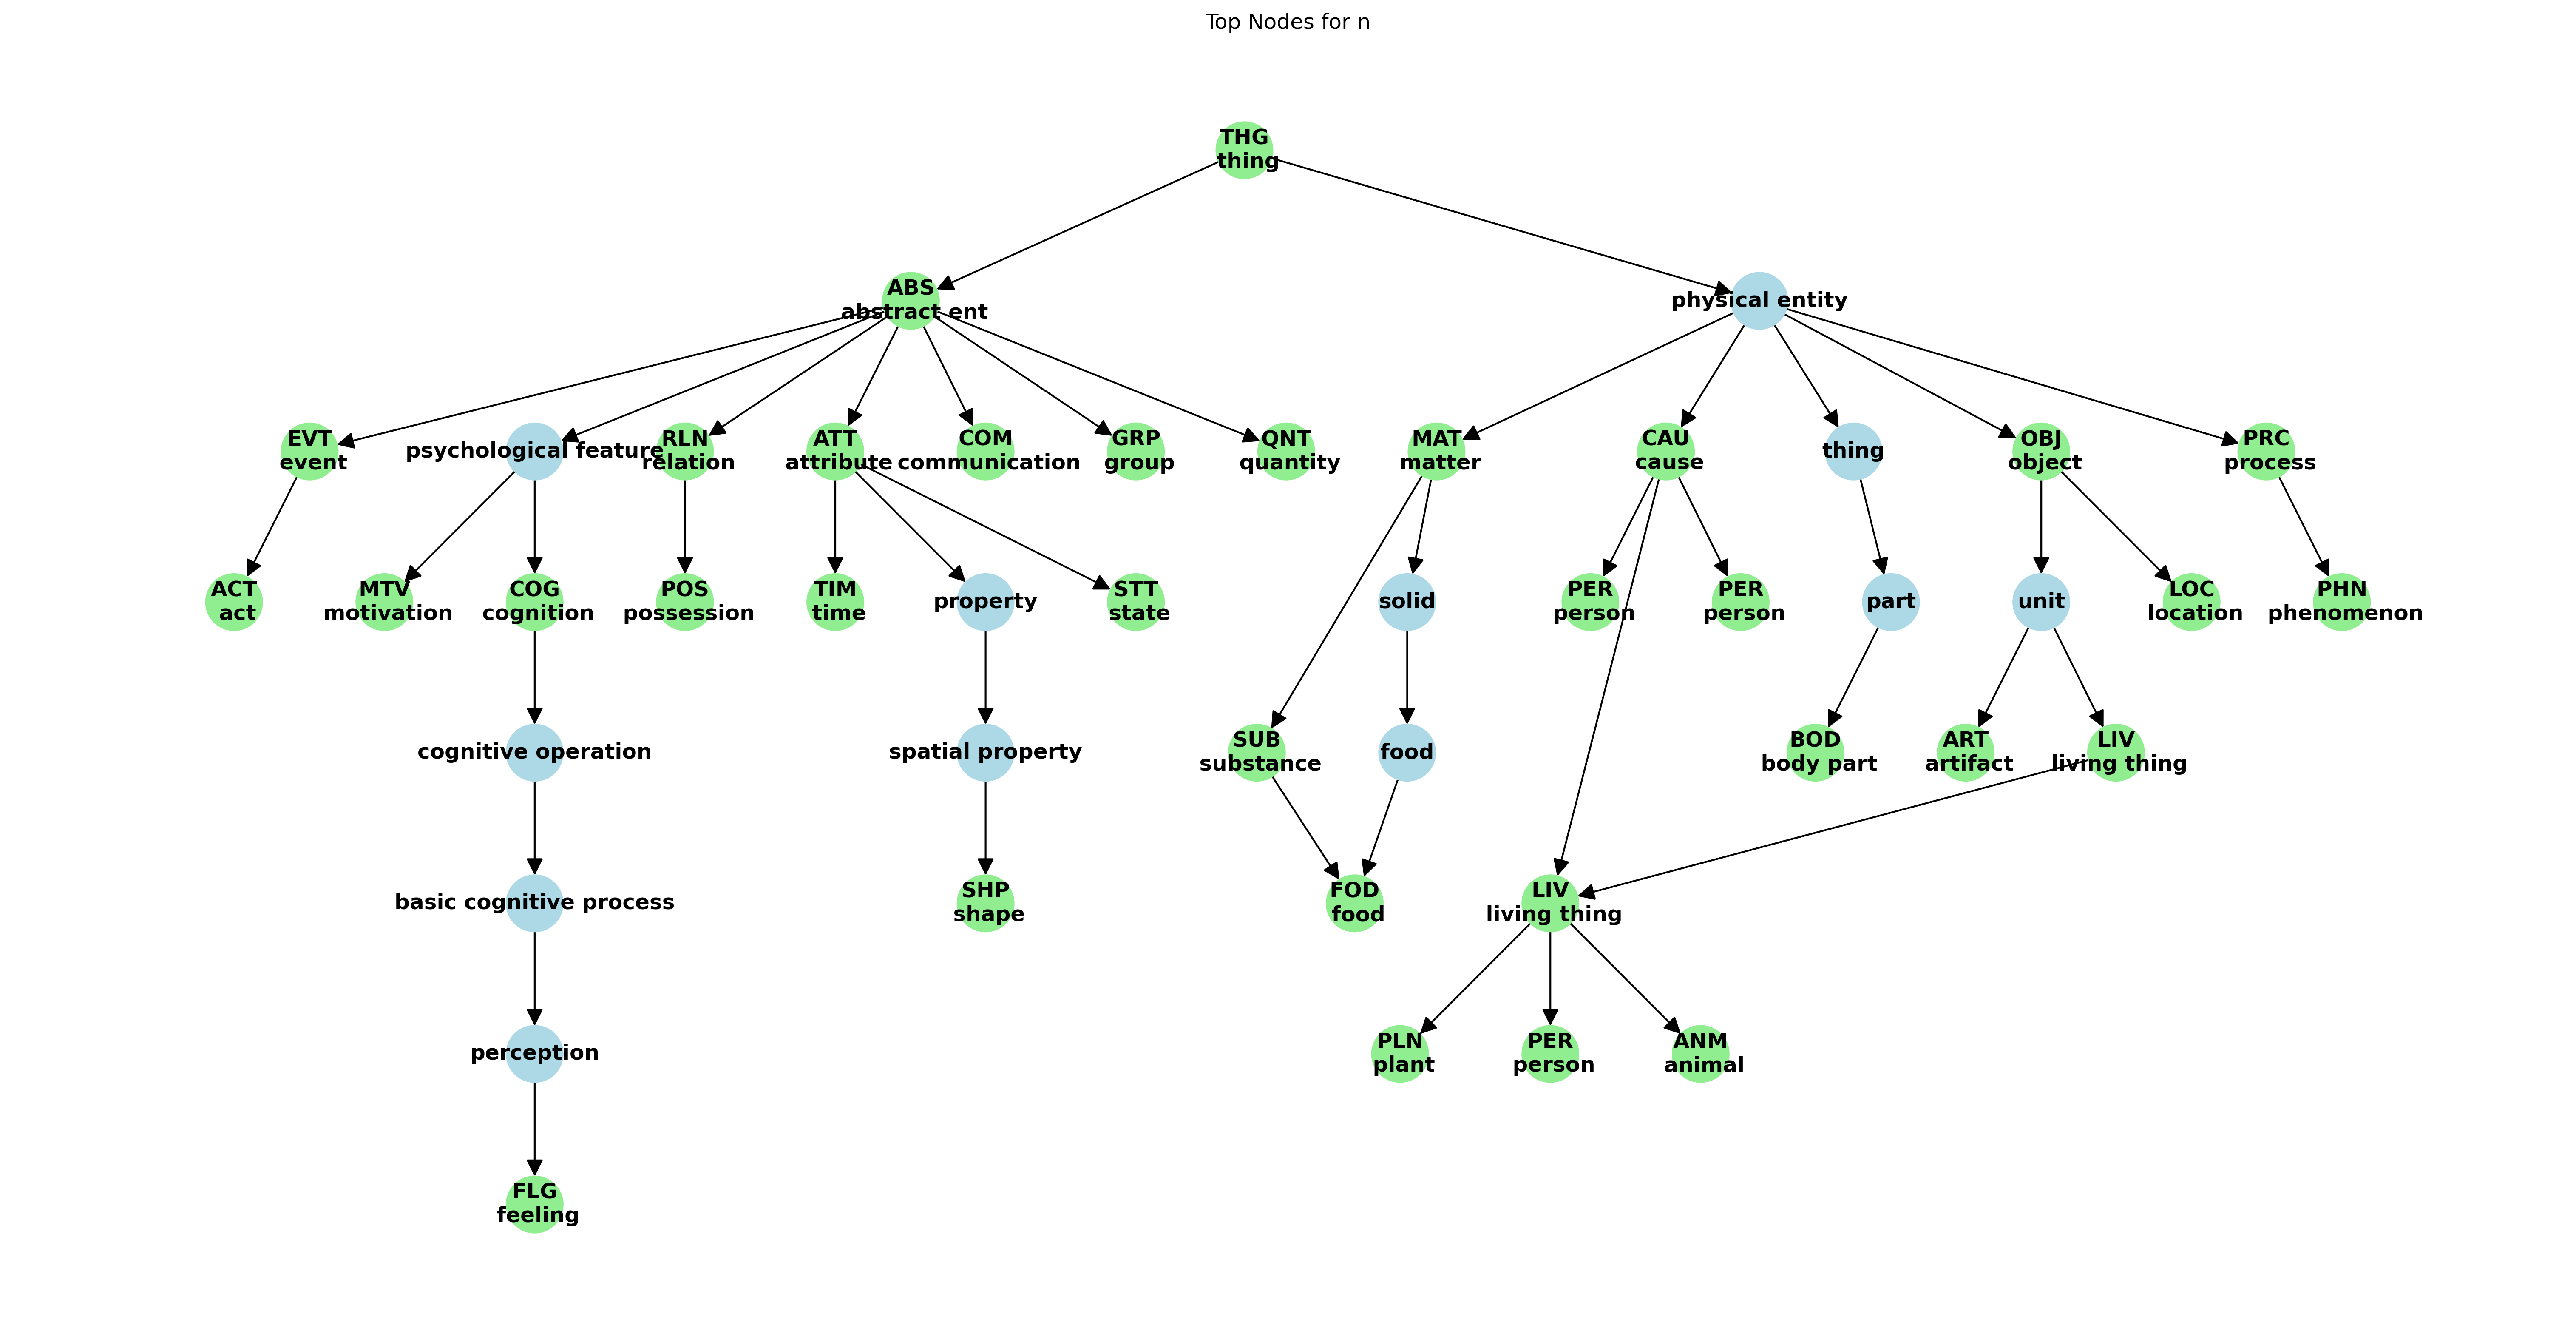 Top Nodes for n
THG
thing
ABS
abstract ent
physical entity
EVT
event
psychological feature
RLN
relation
ATT
attribute
COM
communication
GRP
group
QNT
quantity
MAT
matter
CAU
cause
thing
OBJ
object
PRC
process
ACT
act
MTV
motivation
COG
cognition
POS
possession
TIM
time
property
STT
state
solid
PER
person
PER
person
part
unit
LOC
location
PHN
phenomenon
cognitive operation
spatial property
SUB
substance
food
BOD
body part
ART
artifact
LIV
living thing
basic cognitive process
SHP
shape
FOD
food
LIV
living thing
perception
PLN
plant
PER
person
ANM
animal
FLG
feeling